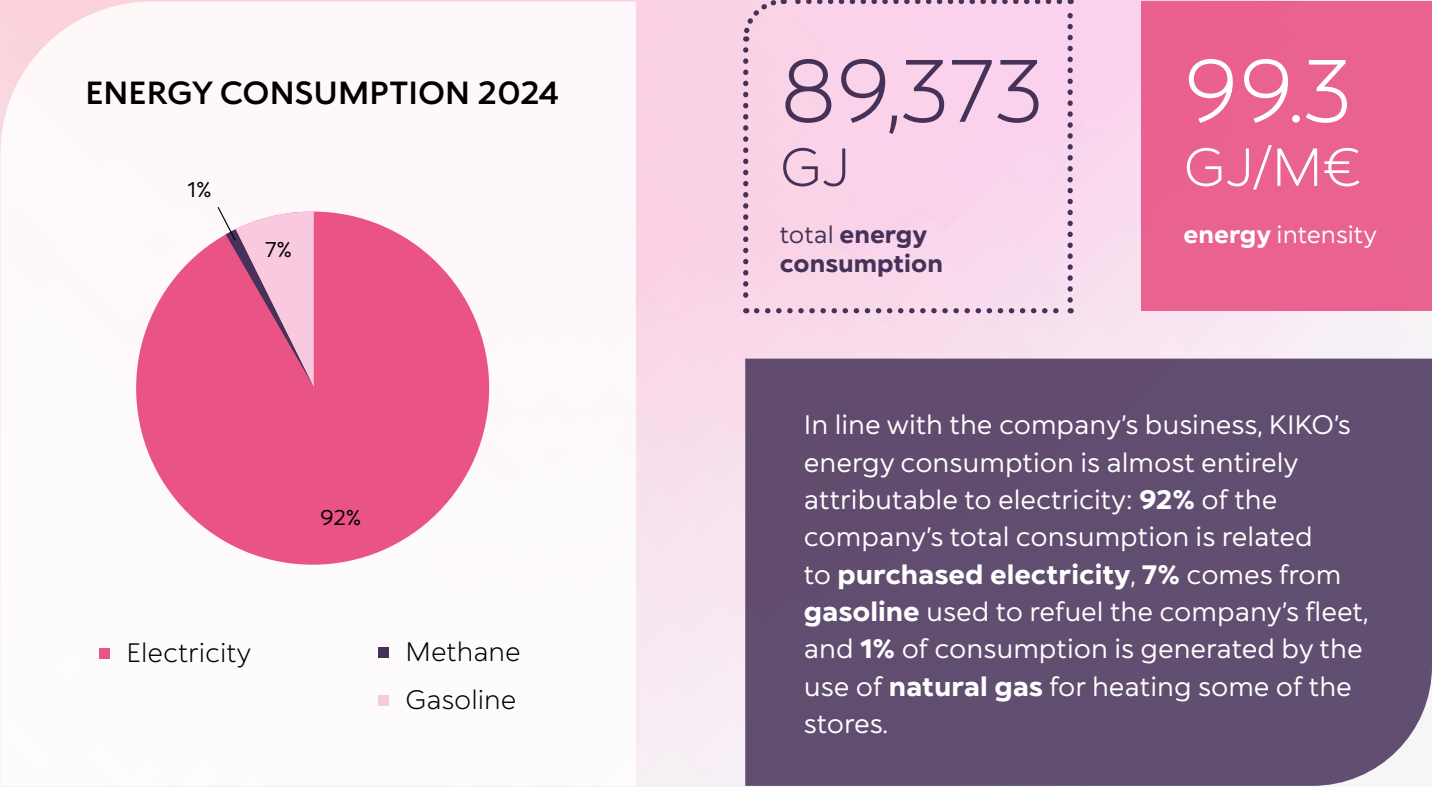 ENERGY CONSUMPTION 2024
1%
7%
92%
Electricity
Methane
Gasoline
89,373
GJ
total energy
consumption
99.3
GJ/M€
energy intensity
In line with the company’s business, KIKO’s
energy consumption is almost entirely
attributable to electricity: 92% of the
company’s total consumption is related
to purchased electricity, 7% comes from
gasoline used to refuel the company’s fleet,
and 1% of consumption is generated by the
use of natural gas for heating some of the
stores.